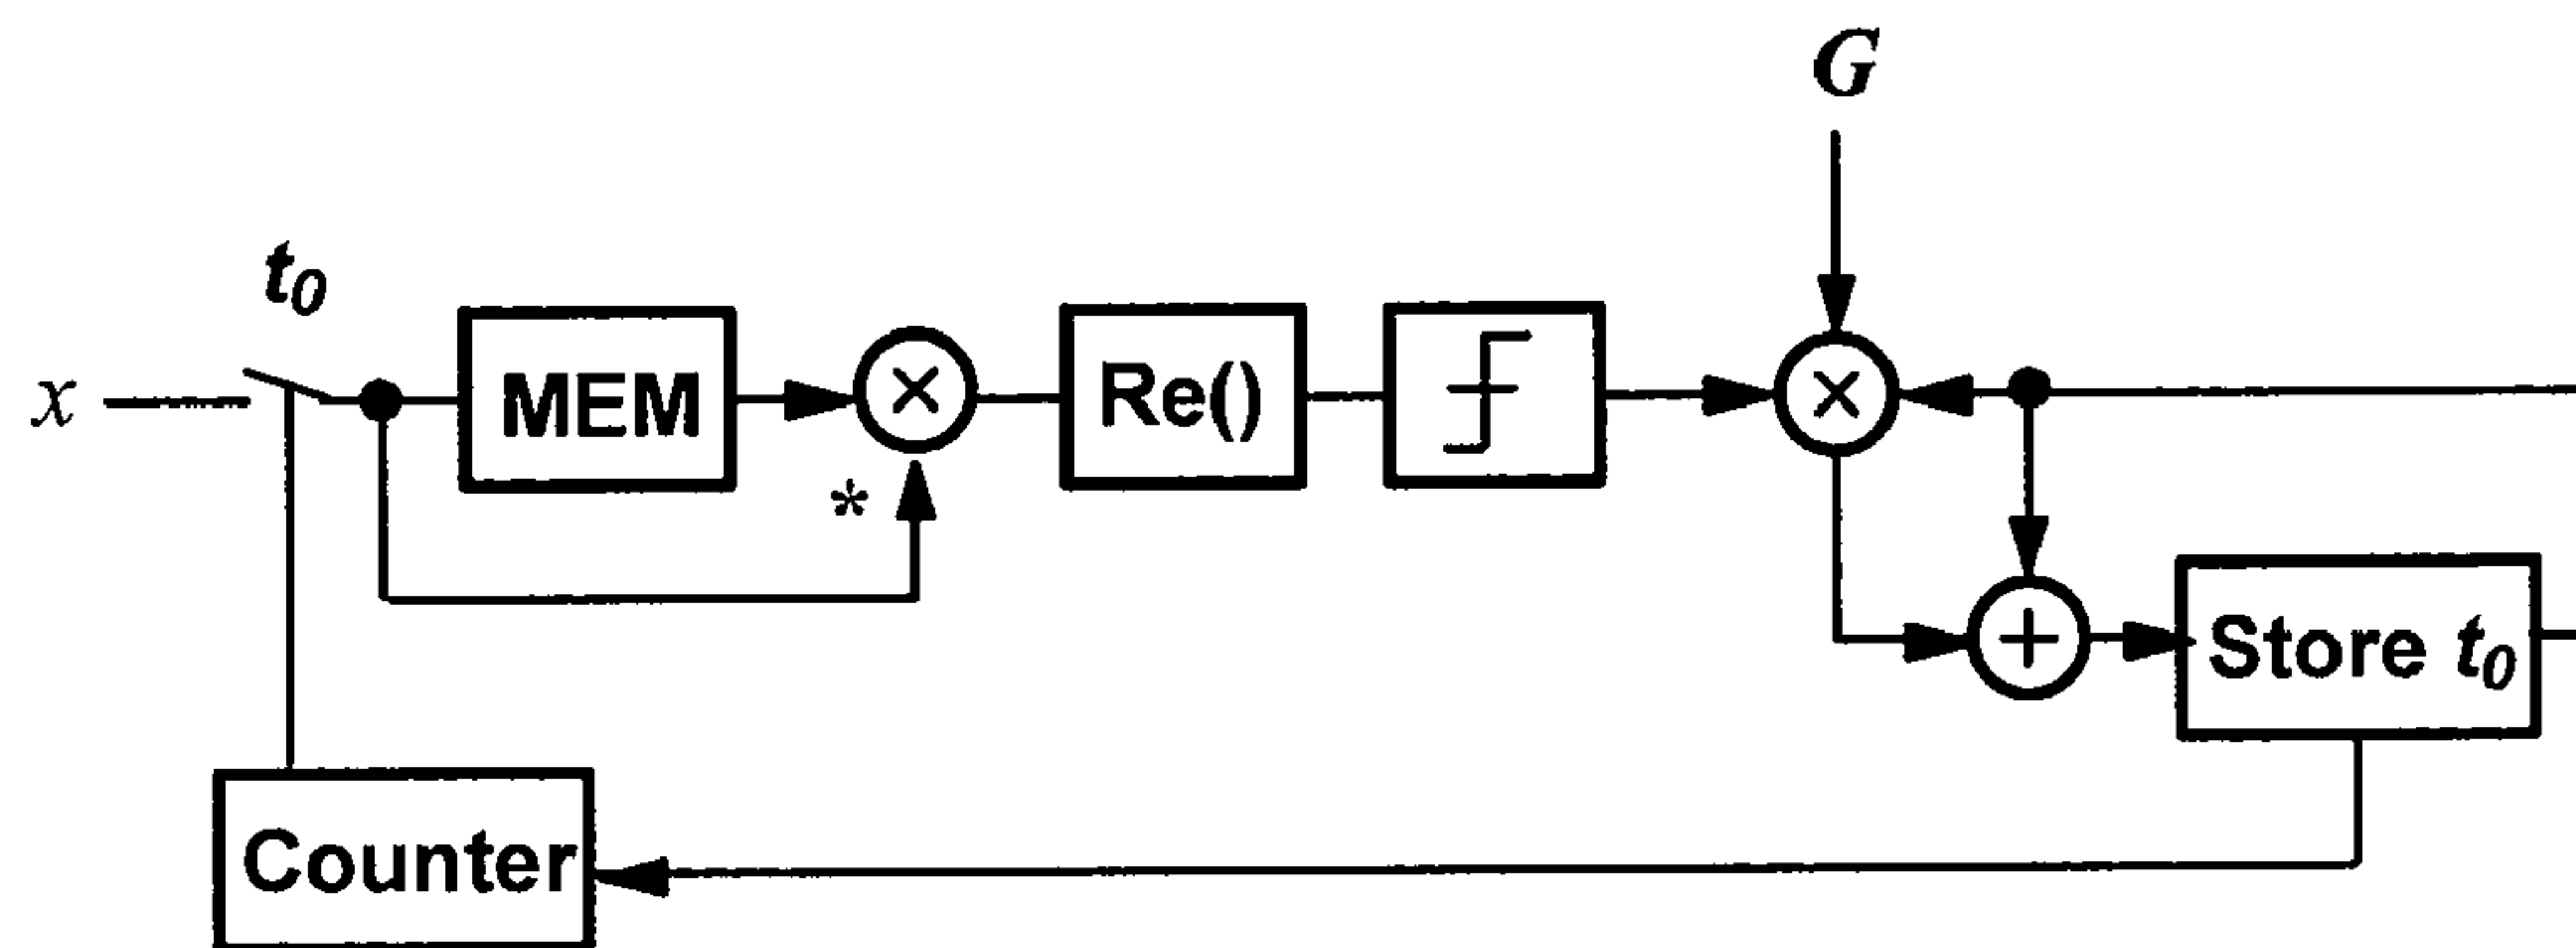 G
t₀
x
MEM
*
Re()
Store t₀
Counter